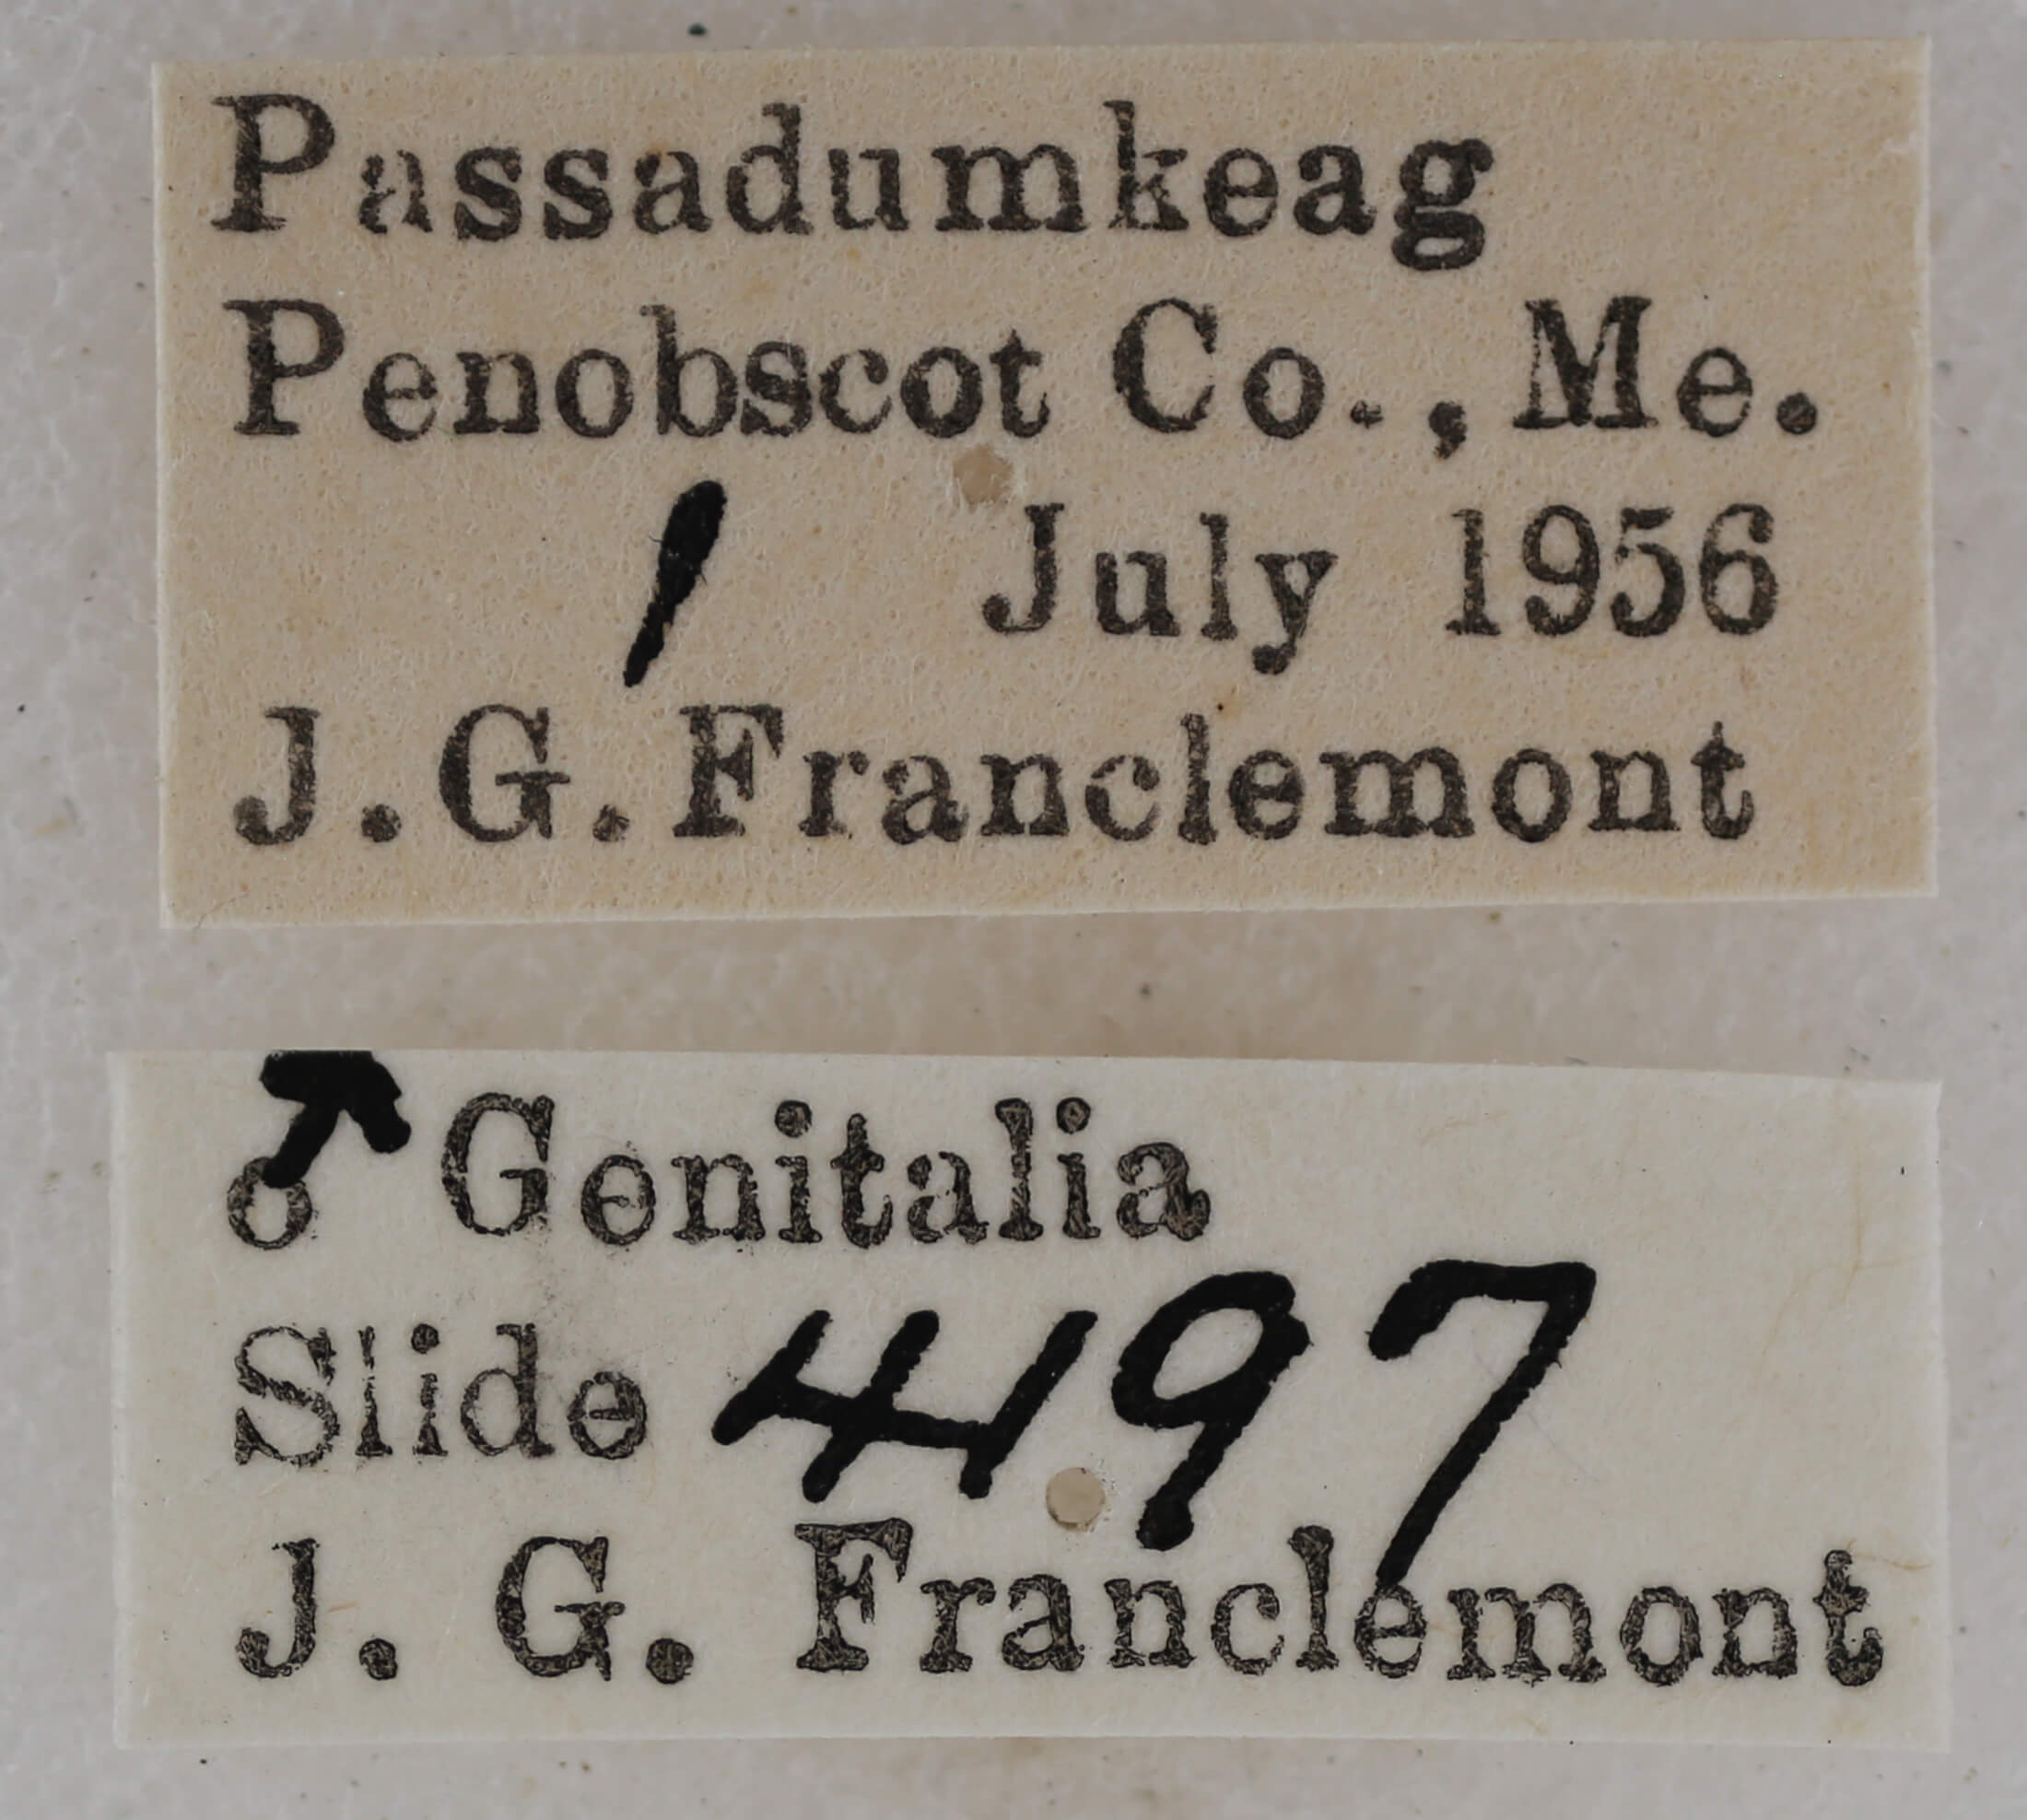 Passadumkeag
Penobscot Co., Me.
1 July 1956
J. G. Franclemont
♂ Genitalia
Slide 4197
J. G. Franclemont